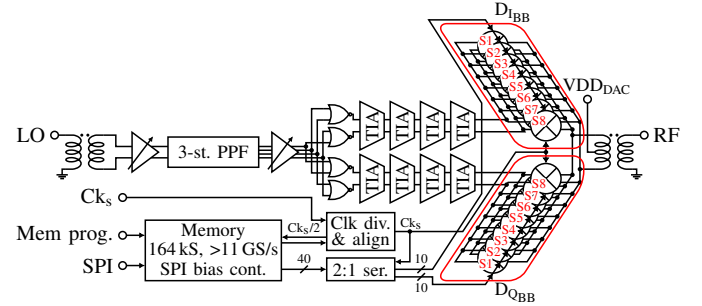 D_IBB
S1
S2
S3
S4
S5
S6
S7
S8
VDD_DAC
LO
3-st. PPF
TIA TIA TIA TIA
TIA TIA TIA TIA
RF
S8
S7
S6
S5
S4
S3
S2
S1
Ck_s
Mem prog.
SPI
Memory
164 kS, >11 GS/s
SPI bias cont.
Ck_s/2
Clk div.
& align
Ck_s
40
2:1 ser.
10
10
D_QBB